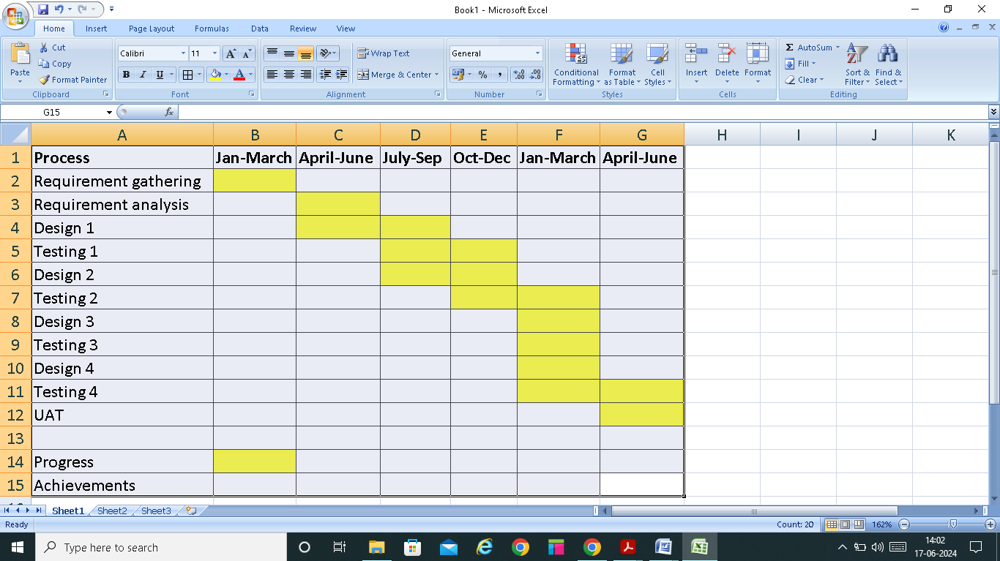 Book1 - Microsoft Excel
Home Insert Page Layout Formulas Data Review View
Cut
Copy
Format Painter
Paste
Clipboard
Calibri 11
B I U
Font
Wrap Text
Merge & Center
Alignment
General
% ,
Number
Conditional Formatting
Format as Table
Cell Styles
Styles
Insert Delete Format
Cells
Σ AutoSum
Fill
Clear
Sort & Filter
Find & Select
Editing
G15 fx
A B C D E F G H I J K
1 Process Jan-March April-June July-Sep Oct-Dec Jan-March April-June
2 Requirement gathering
3 Requirement analysis
4 Design 1
5 Testing 1
6 Design 2
7 Testing 2
8 Design 3
9 Testing 3
10 Design 4
11 Testing 4
12 UAT
13
14 Progress
15 Achievements
Sheet1 Sheet2 Sheet3
Ready Count: 20 162%
Type here to search
14:02
17-06-2024